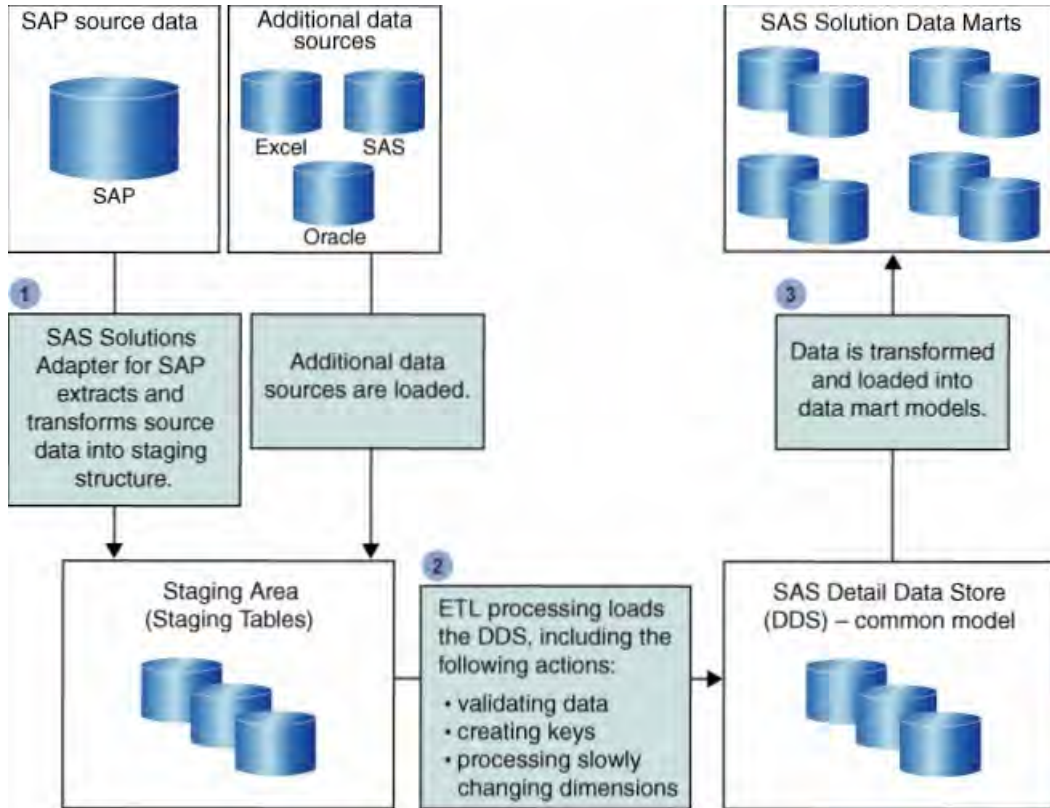 SAP source data
SAP
Additional data
sources
Excel
SAS
Oracle
SAS Solution Data Marts
1
SAS Solutions
Adapter for SAP
extracts and
transforms source
data into staging
structure.
Additional data
sources are loaded.
3
Data is transformed
and loaded into
data mart models.
Staging Area
(Staging Tables)
2
ETL processing loads
the DDS, including the
following actions:
• validating data
• creating keys
• processing slowly
changing dimensions
SAS Detail Data Store
(DDS) – common model